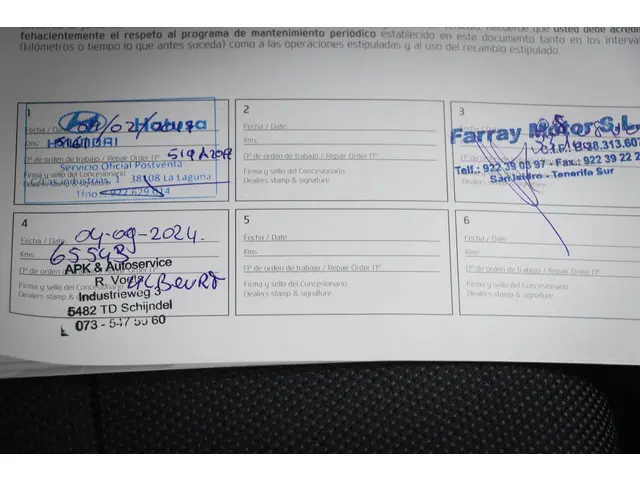 fehacientemente el respeto al programa de mantenimiento periódico establecido en este documento tanto en los
(kilómetros o tiempo lo que antes suceda) como a las operaciones estipuladas y al uso del recambio estipulado.
1
Fecha / Date
Hatusa
Kms
HYUNDAI
Nº de orden de trabajo / Repair Order Nº
Servicio Oficial Postventa
Firma y sello del Concesionario
38108 La Laguna
Dealers stamp & signature
Tfno.: 922 629 614
2
Fecha / Date
Kms.
Nº de orden de trabajo / Repair Order Nº
Firma y sello del Concesionario
Dealers stamp & signature
3
Farray Motor S.L.
Telf.: 922 39 08 97 - Fax.: 922 39 22
San Isidro - Tenerife Sur
4
Fecha / Date 04-09-2024.
Kms 65543
Nº de orden de trabajo / Repair Order Nº
APK & Autoservice
Firma y sello del Concesionario
R
Dealers stamp & signature
Industrieweg 3
5482 TD Schijndel
073 - 547
5
Fecha / Date
Kms:
Nº de orden de trabajo / Repair Order Nº
Firma y sello del Concesionario
Dealers stamp & signature
6
Fecha / Date
Kms.
Nº de orden de trabajo / Repair Order Nº
Firma y sello del Concesionario
Dealers stamp & signature